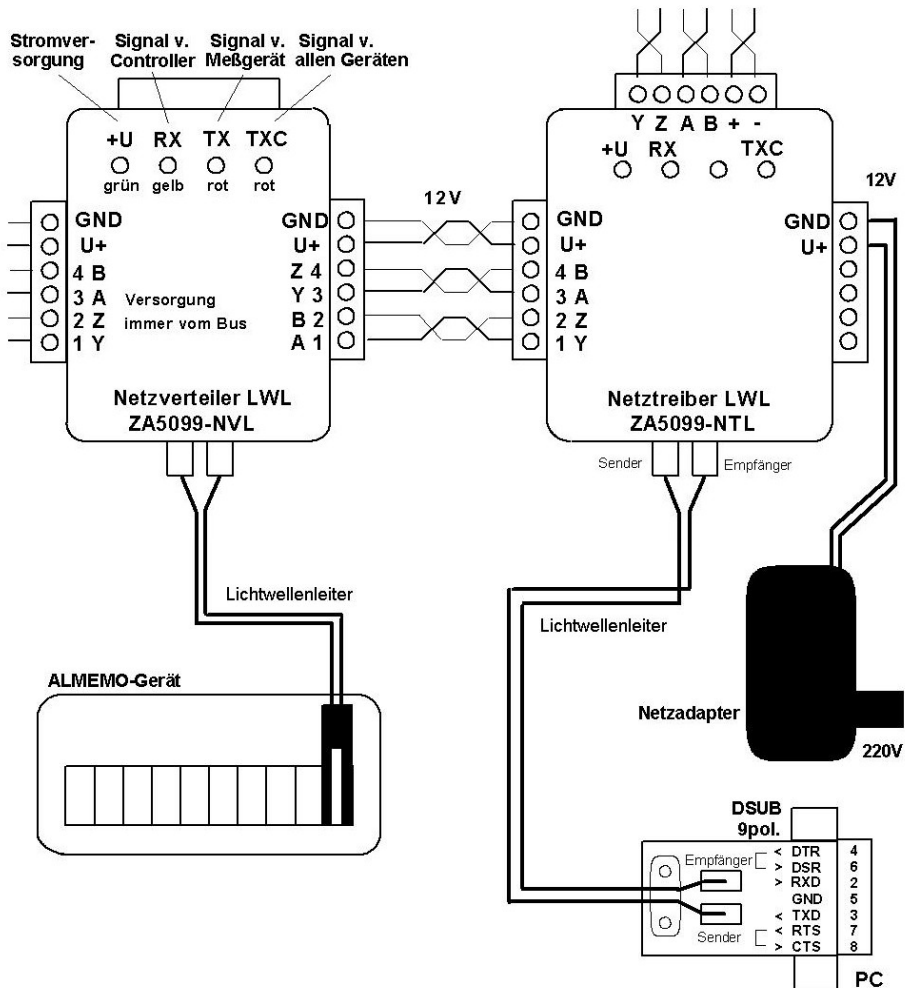 Stromver-
sorgung
Signal v.
Controller
Signal v.
Meßgerät
Signal v.
allen Geräten
+U RX TX TXC
grün gelb rot rot
GND
U+
4 B
3 A
2 Z
1 Y
Versorgung
immer vom Bus
GND
U+
Z 4
Y 3
B 2
A 1
Netzverteiler LWL
ZA5099-NVL
12V
Y Z A B + -
+U RX TXC
GND
U+
4 B
3 A
2 Z
1 Y
GND
U+
12V
Netztreiber LWL
ZA5099-NTL
Sender
Empfänger
Lichtwellenleiter
Lichtwellenleiter
ALMEMO-Gerät
Netzadapter
220V
DSUB
9pol.
Empfänger
Sender
< DTR 4
> DSR 6
> RXD 2
GND 5
< TXD 3
< RTS 7
> CTS 8
PC